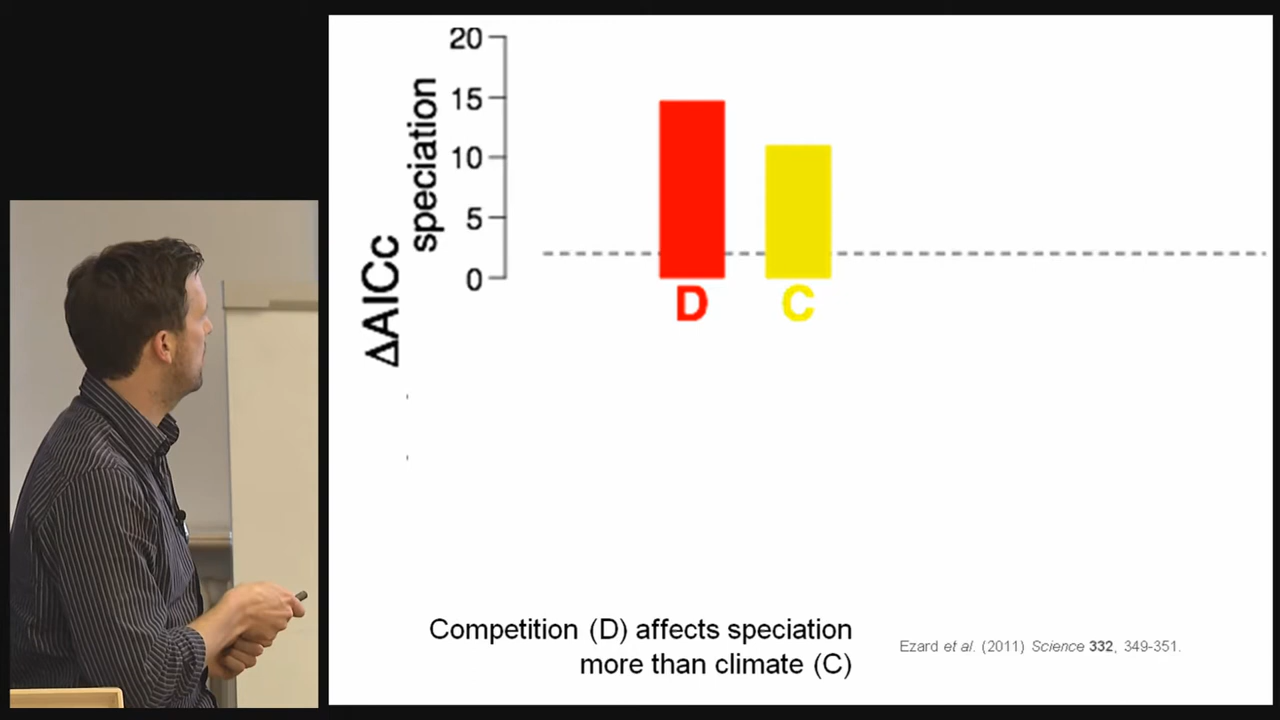 20
15
10
5
0
speciation
ΔAICc
D C
Competition (D) affects speciation
more than climate (C)
Ezard et al. (2011) Science 332, 349-351.